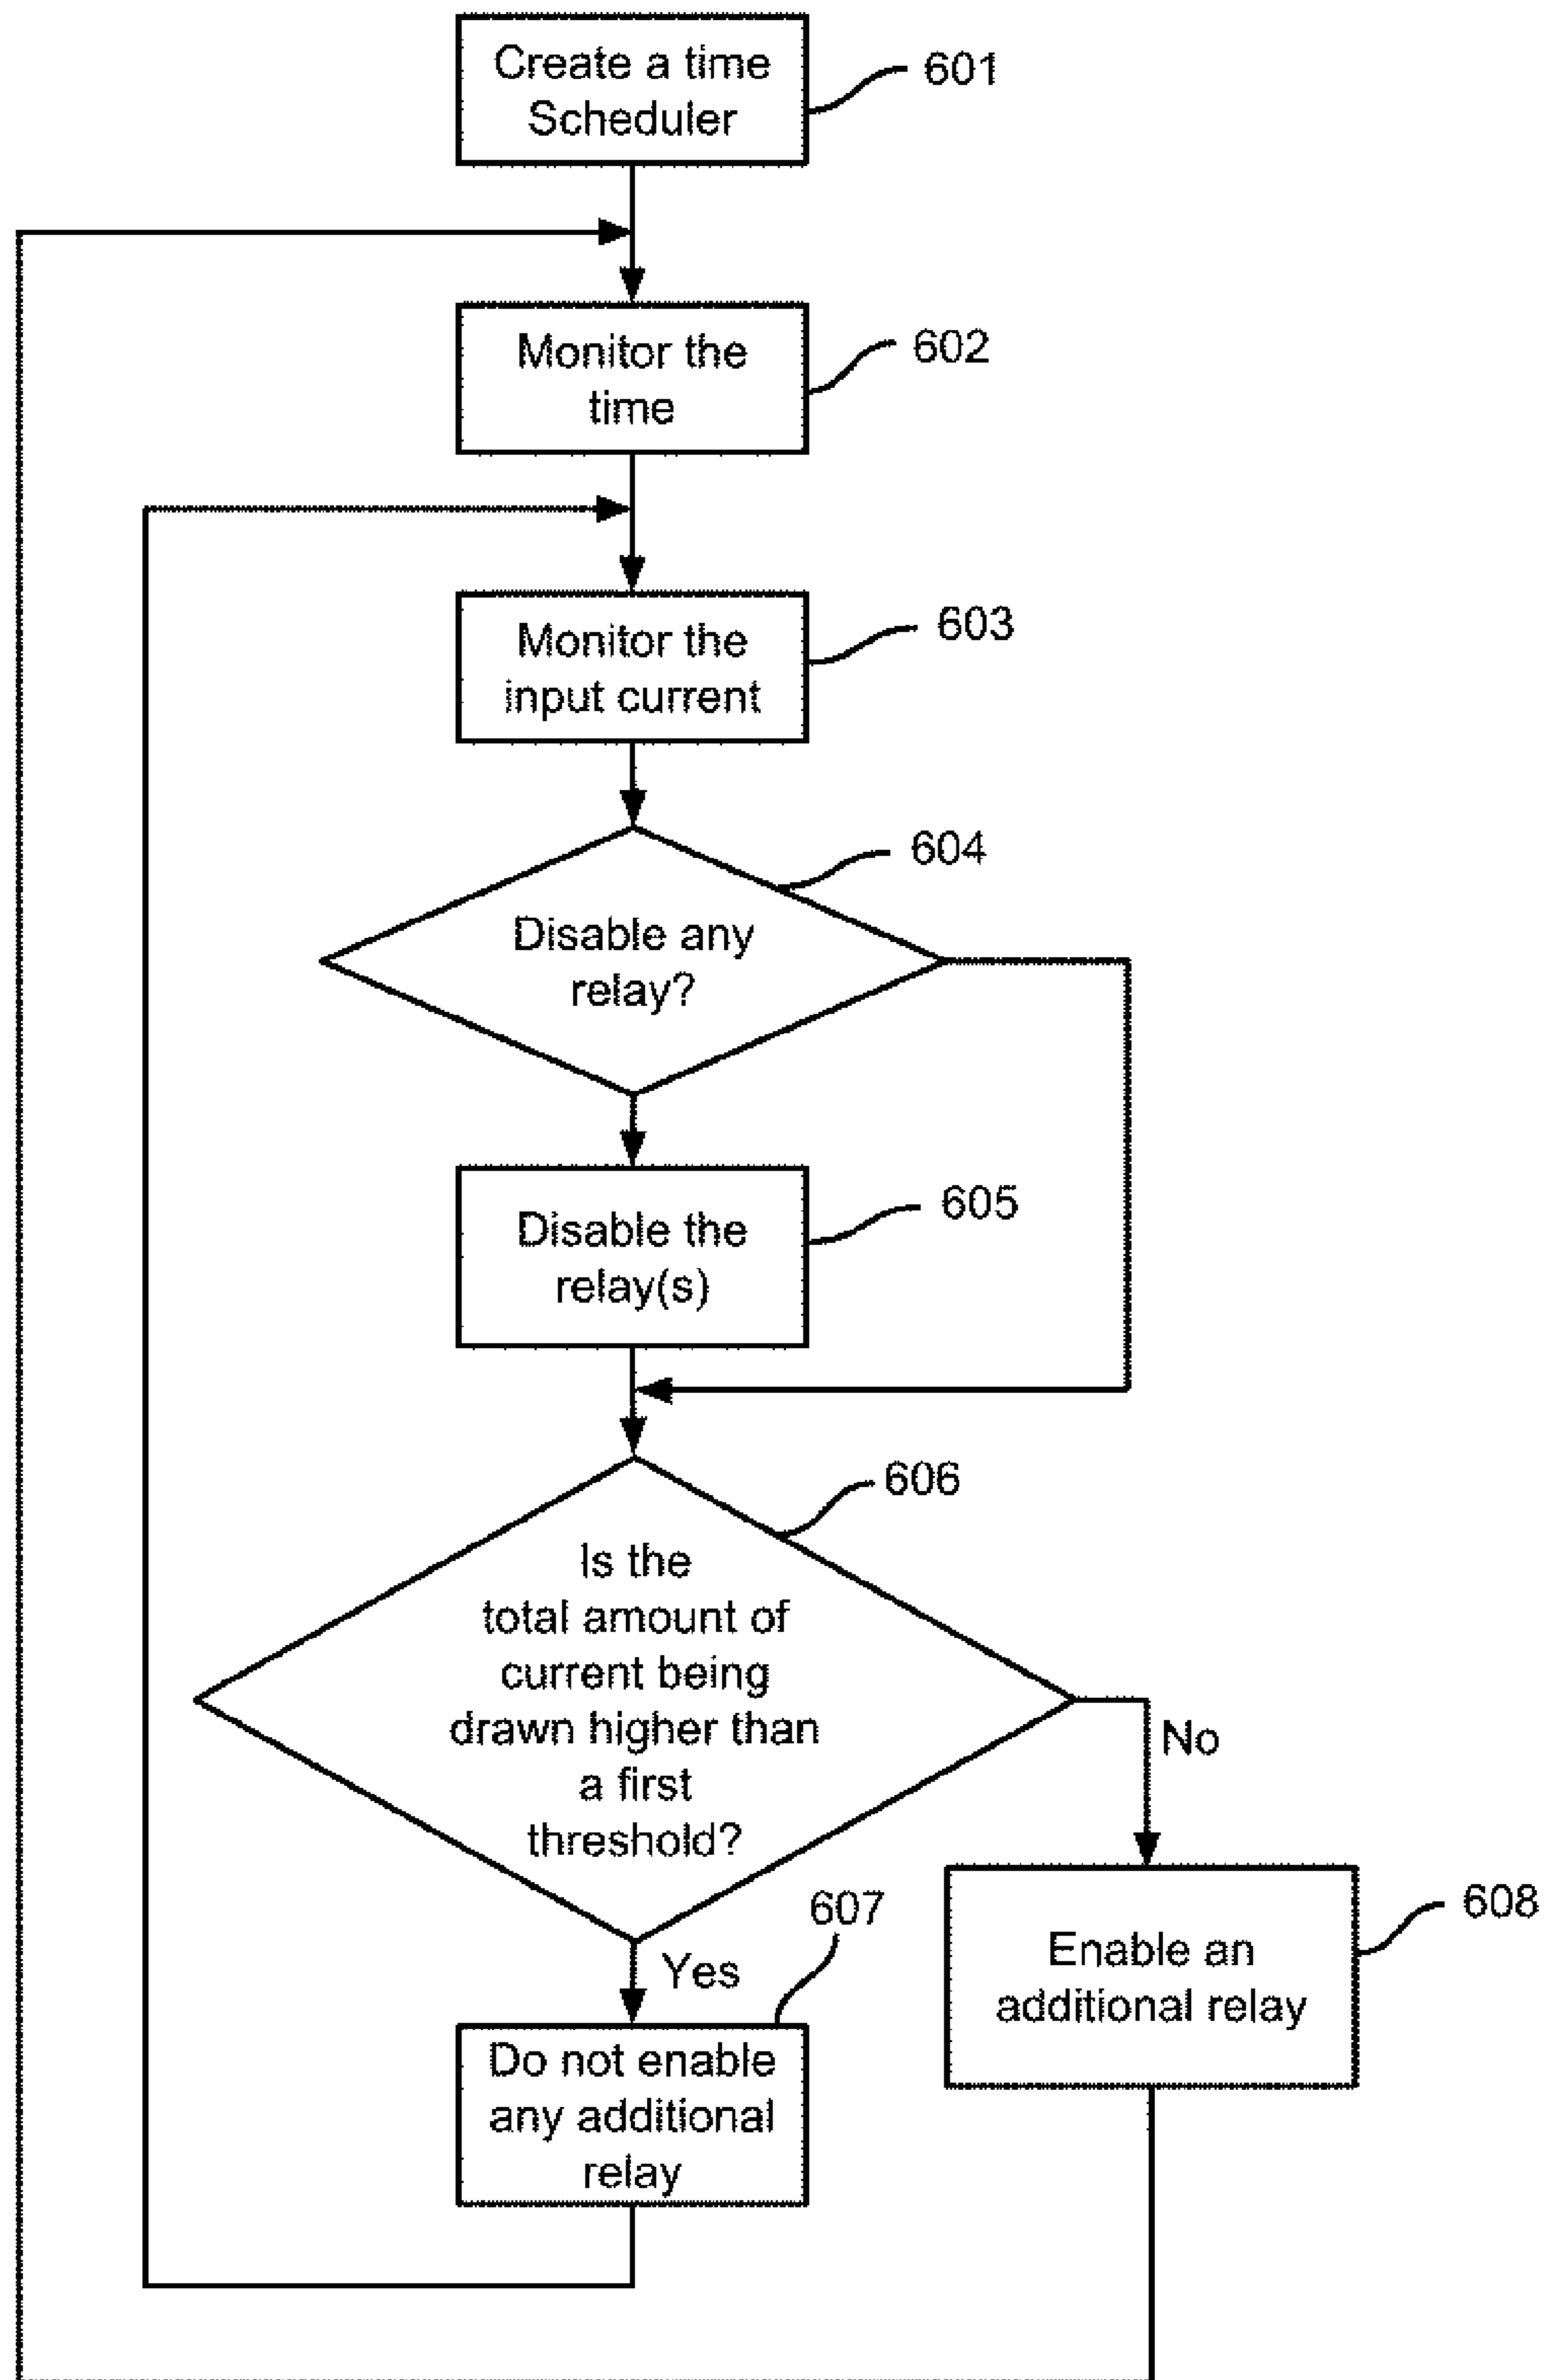 Create a time
Scheduler
601
Monitor the
time
602
Monitor the
input current
603
604
Disable any
relay?
Disable the
relay(s)
605
606
Is the
total amount of
current being
drawn higher than
a first
threshold?
No
607
Yes
608
Enable an
additional relay
Do not enable
any additional
relay